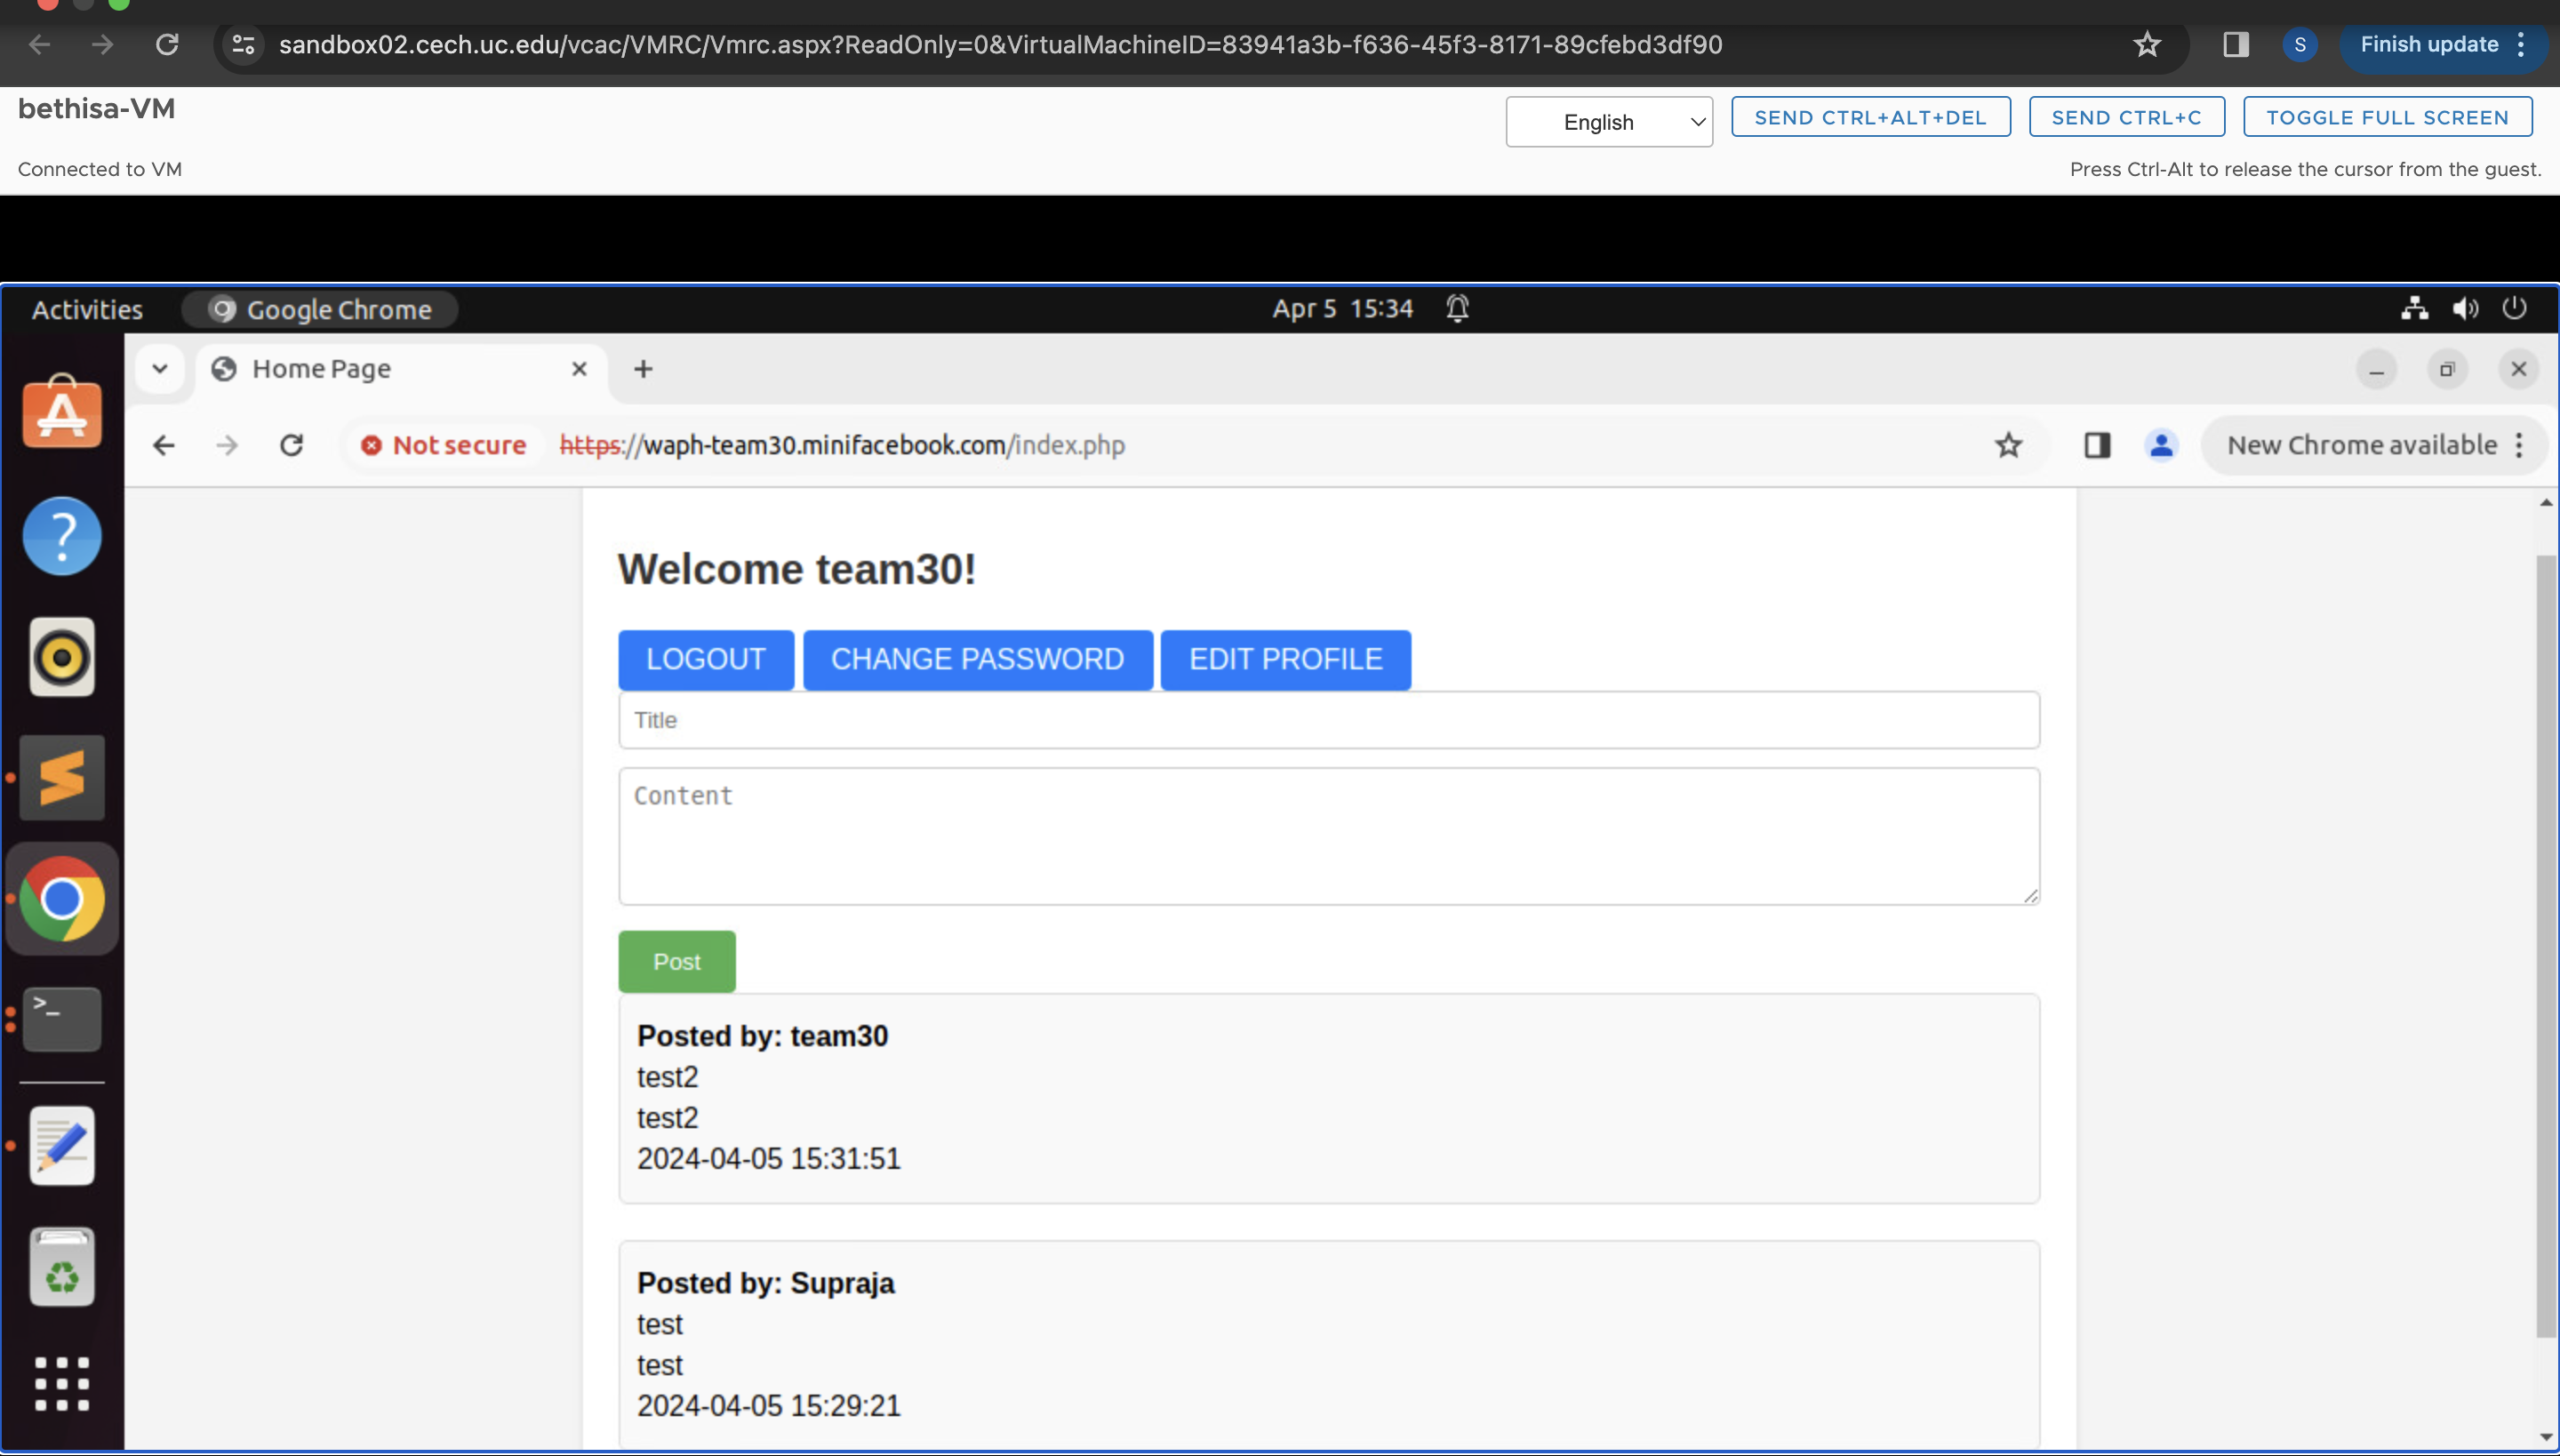 sandbox02.cech.uc.edu/vcac/VMRC/Vmrc.aspx?ReadOnly=0&VirtualMachineID=83941a3b-f636-45f3-8171-89cfebd3df90
S
Finish update
bethisa-VM
English
SEND CTRL+ALT+DEL
SEND CTRL+C
TOGGLE FULL SCREEN
Connected to VM
Press Ctrl-Alt to release the cursor from the guest.
Activities
Google Chrome
Apr 5 15:34
Home Page
Not secure
https://waph-team30.minifacebook.com/index.php
New Chrome available
Welcome team30!
LOGOUT
CHANGE PASSWORD
EDIT PROFILE
Title
Content
Post
Posted by: team30
test2
test2
2024-04-05 15:31:51
Posted by: Supraja
test
test
2024-04-05 15:29:21